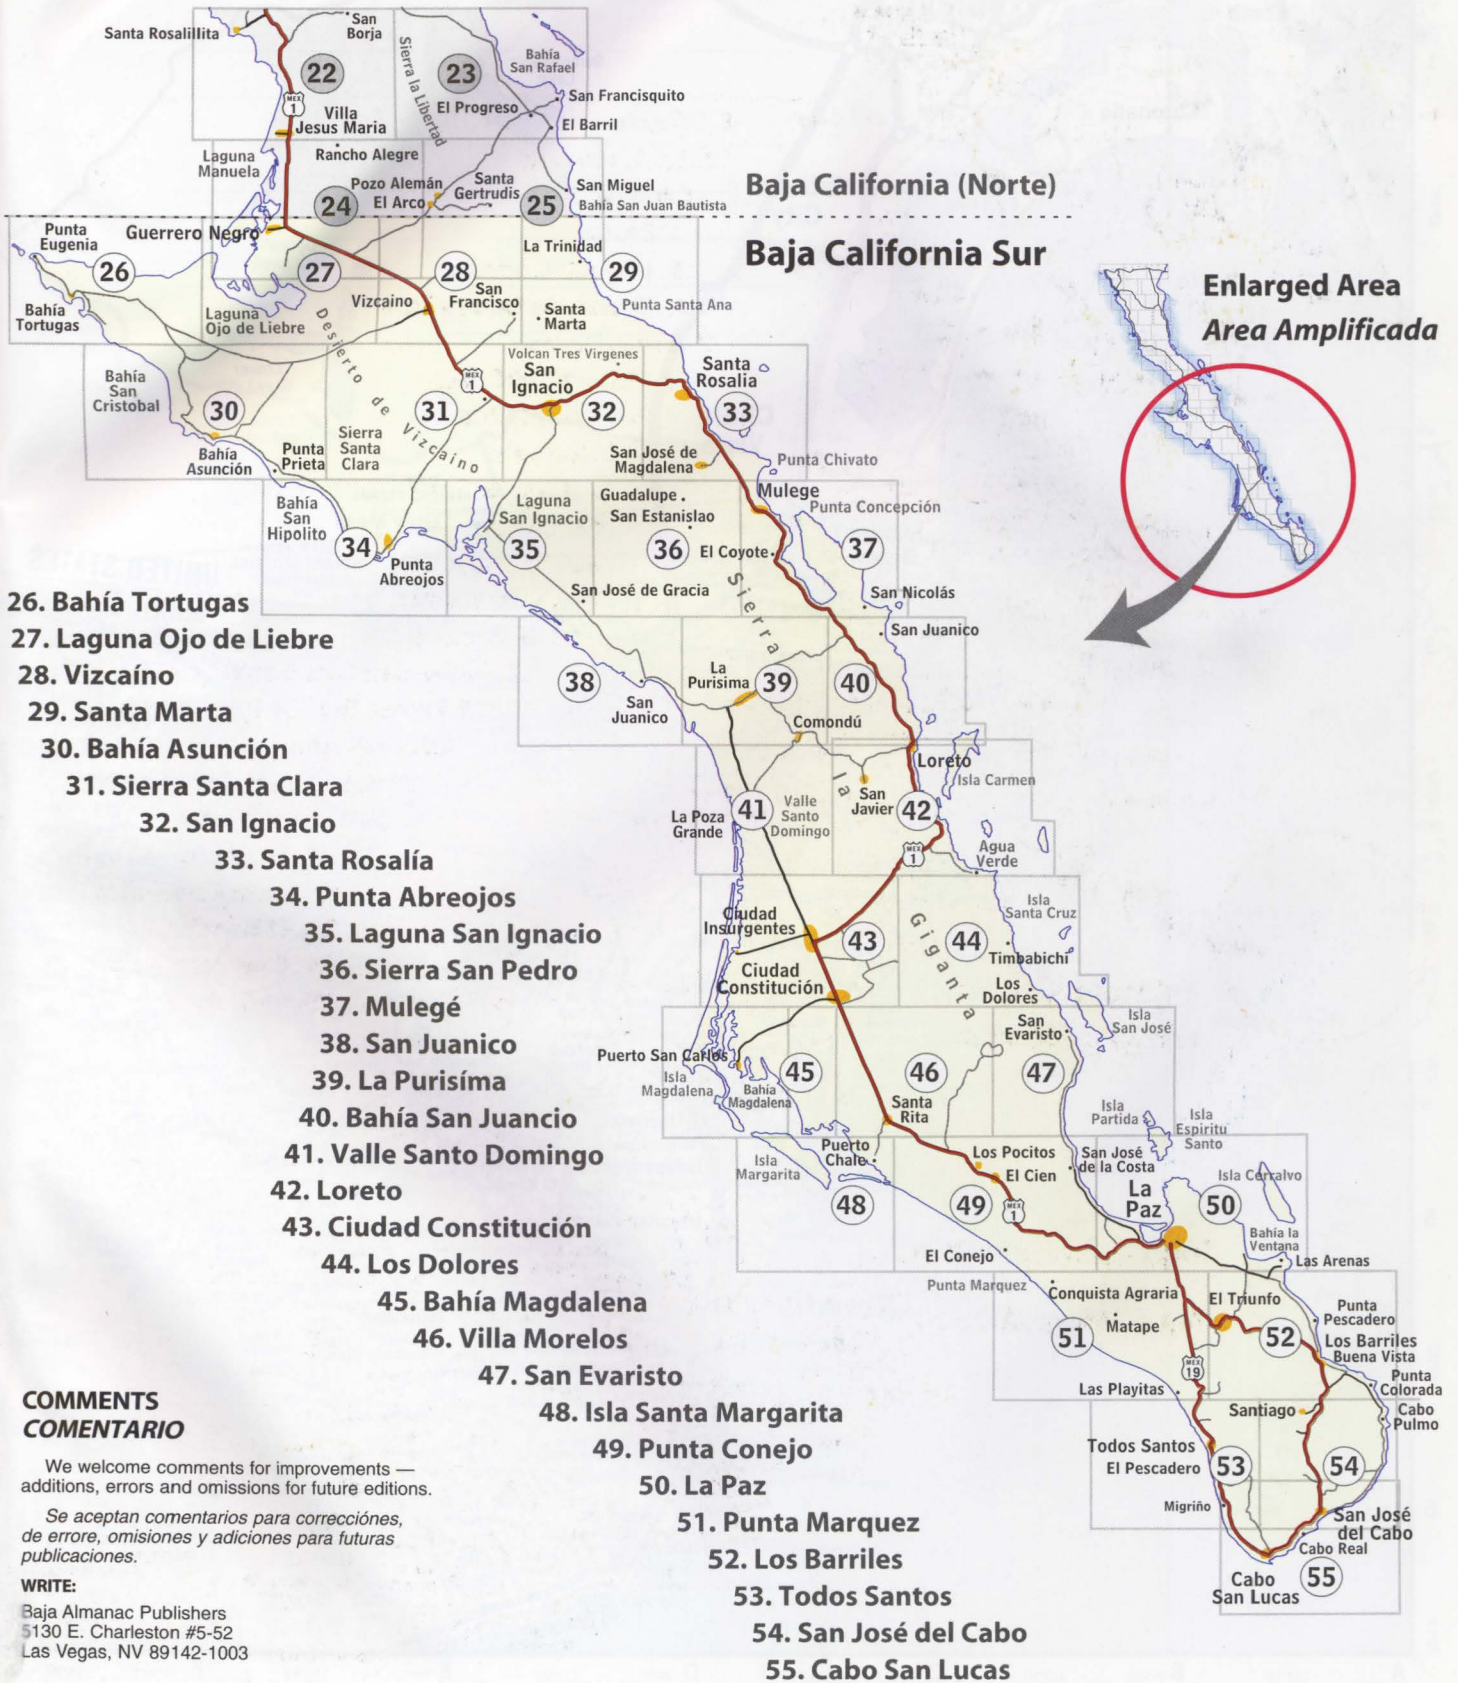 Santa Rosalillita
San
Borja
Sierra la Libertad
Bahía
San Rafael
22
23
MEX
1
El Progreso
San Francisquito
Villa
Jesus Maria
El Barril
Laguna
Manuela
Rancho Alegre
Pozo Alemán
El Arco
Santa
Gertrudis
San Miguel
Bahía San Juan Bautista
24
25
Baja California (Norte)
Baja California Sur
Punta
Eugenia
Guerrero Negro
La Trinidad
26
27
28
29
Enlarged Area
Area Amplificada
Bahía
Tortugas
Laguna
Ojo de Liebre
Vizcaino
San
Francisco
Santa
Marta
Punta Santa Ana
Desierto de Vizcaino
Volcan Tres Virgenes
Bahía
San
Cristobal
MEX
1
San
Ignacio
Santa
Rosalia
30
31
32
33
Bahía
Asunción
Punta
Prieta
Sierra
Santa
Clara
San José de
Magdalena
Punta Chivato
Bahía
San
Hipolito
Laguna
San Ignacio
Guadalupe
San Estanislao
Mulege
Punta Concepción
34
35
36
37
El Coyote
Punta
Abreojos
San José de Gracia
Sierra la Giganta
San Nicolás
San Juanico
38
39
40
La
Purisima
San
Juanico
Comondú
Loreto
Isla Carmen
La Poza
Grande
41
Valle
Santo
Domingo
San
Javier
42
MEX
1
Agua
Verde
Isla
Santa Cruz
Ciudad
Insurgentes
43
44
Timbabichi
Ciudad
Constitución
Los
Dolores
San
Evaristo
Isla
San José
Puerto San Carlos
Isla
Magdalena
Bahía
Magdalena
45
46
47
Santa
Rita
Isla
Partida
Isla
Espiritu
Santo
Isla
Margarita
Puerto
Chale
Los Pocitos
El Cien
San José
de la Costa
La
Paz
Isla Cerralvo
48
49
MEX
1
50
El Conejo
Bahía la
Ventana
Las Arenas
Punta Marquez
Conquista Agraria
El Triunfo
Punta
Pescadero
51
Matape
52
Los Barriles
Buena Vista
MEX
19
Las Playitas
Punta
Colorada
Santiago
Cabo
Pulmo
Todos Santos
El Pescadero
53
54
Migriño
San José
del Cabo
Cabo Real
Cabo
San Lucas
55
26. Bahía Tortugas
27. Laguna Ojo de Liebre
28. Vizcaíno
29. Santa Marta
30. Bahía Asunción
31. Sierra Santa Clara
32. San Ignacio
33. Santa Rosalía
34. Punta Abreojos
35. Laguna San Ignacio
36. Sierra San Pedro
37. Mulegé
38. San Juanico
39. La Purisíma
40. Bahía San Juancio
41. Valle Santo Domingo
42. Loreto
43. Ciudad Constitución
44. Los Dolores
45. Bahía Magdalena
46. Villa Morelos
47. San Evaristo
48. Isla Santa Margarita
49. Punta Conejo
50. La Paz
51. Punta Marquez
52. Los Barriles
53. Todos Santos
54. San José del Cabo
55. Cabo San Lucas
COMMENTS
COMENTARIO
We welcome comments for improvements —
additions, errors and omissions for future editions.
Se aceptan comentarios para correcciónes,
de errore, omisiones y adiciones para futuras
publicaciones.
WRITE:
Baja Almanac Publishers
5130 E. Charleston #5-52
Las Vegas, NV 89142-1003